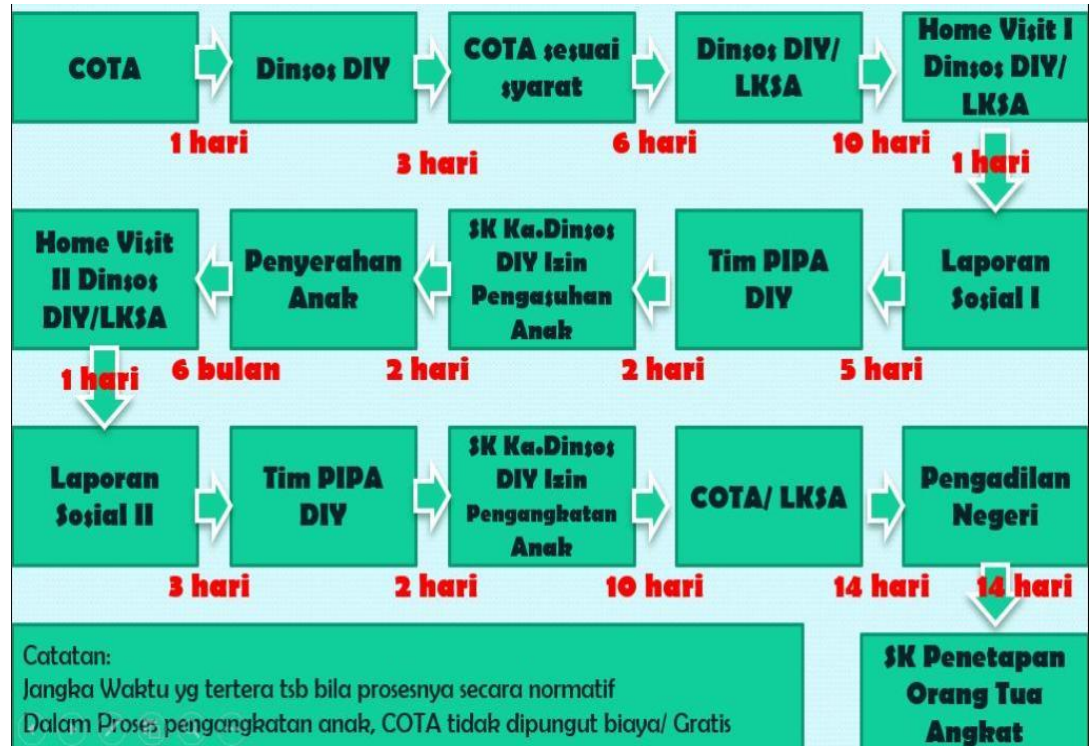 COTA
Dinsos DIY
COTA sesuai
syarat
Dinsos DIY/
LKSA
Home Visit I
Dinsos DIY/
LKSA
1 hari
3 hari
6 hari
10 hari
1 hari
Home Visit
II Dinsos
DIY/LKSA
Penyerahan
Anak
SK Ka.Dinsos
DIY Izin
Pengasuhan
Anak
Tim PIPA
DIY
Laporan
Sosial I
1 hari
6 bulan
2 hari
2 hari
5 hari
Laporan
Sosial II
Tim PIPA
DIY
SK Ka.Dinsos
DIY Izin
Pengangkatan
Anak
COTA/ LKSA
Pengadilan
Negeri
3 hari
2 hari
10 hari
14 hari
14 hari
Catatan:
Jangka Waktu yg tertera tsb bila prosesnya secara normatif
Dalam Proses pengangkatan anak, COTA tidak dipungut biaya/ Gratis
SK Penetapan
Orang Tua
Angkat